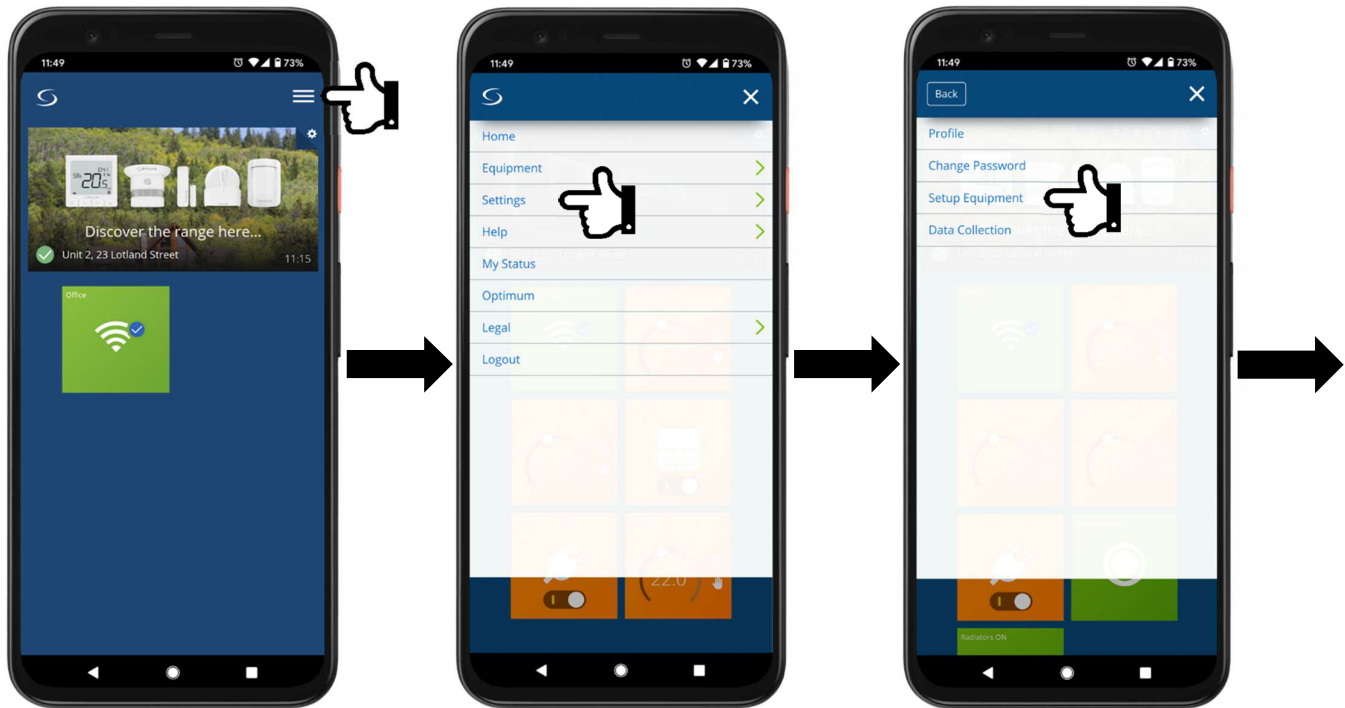 11:49
73%
Discover the range here...
Unit 2, 23 Lotland Street
11:15
Office
11:49
73%
Home
Equipment
Settings
Help
My Status
Optimum
Legal
Logout
22.0
11:49
73%
Back
Profile
Change Password
Setup Equipment
Data Collection
Radiators ON